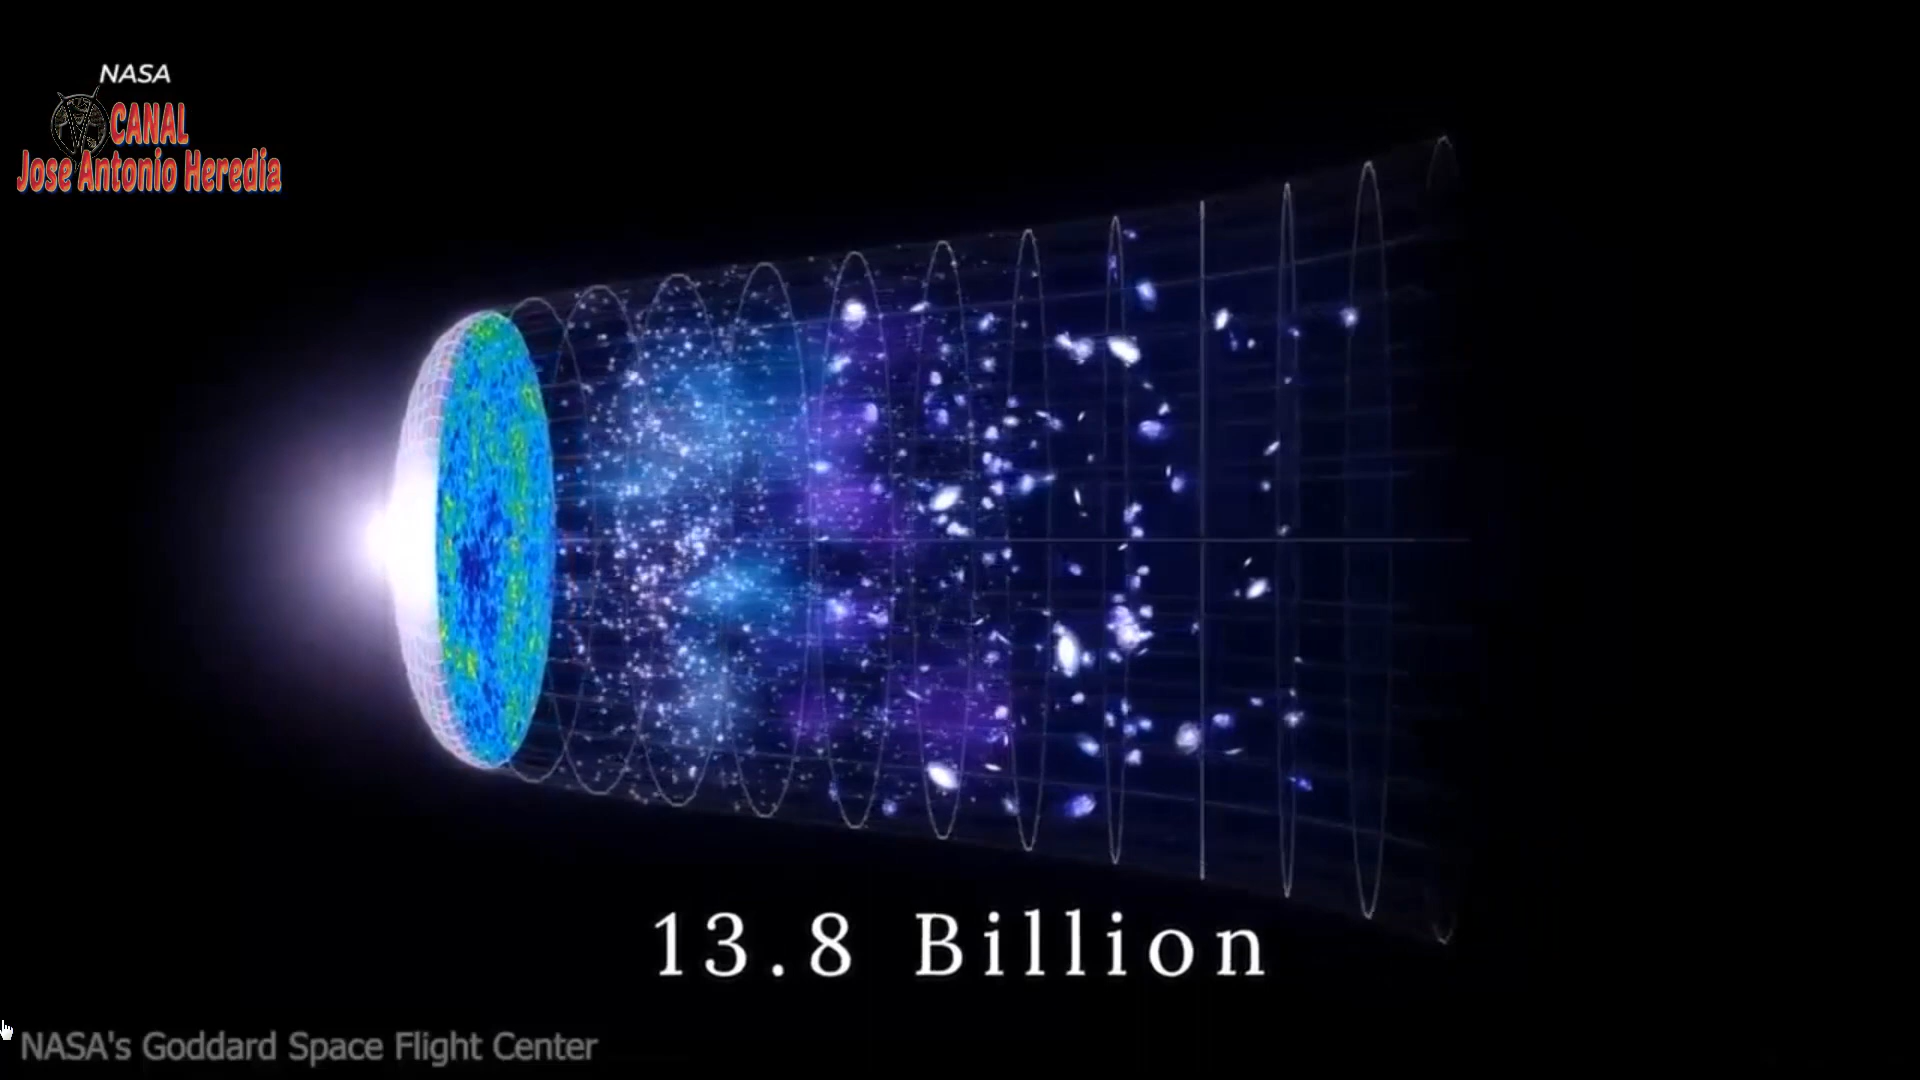 NASA
CANAL
Jose Antonio Heredia
13.8 Billion
NASA's Goddard Space Flight Center